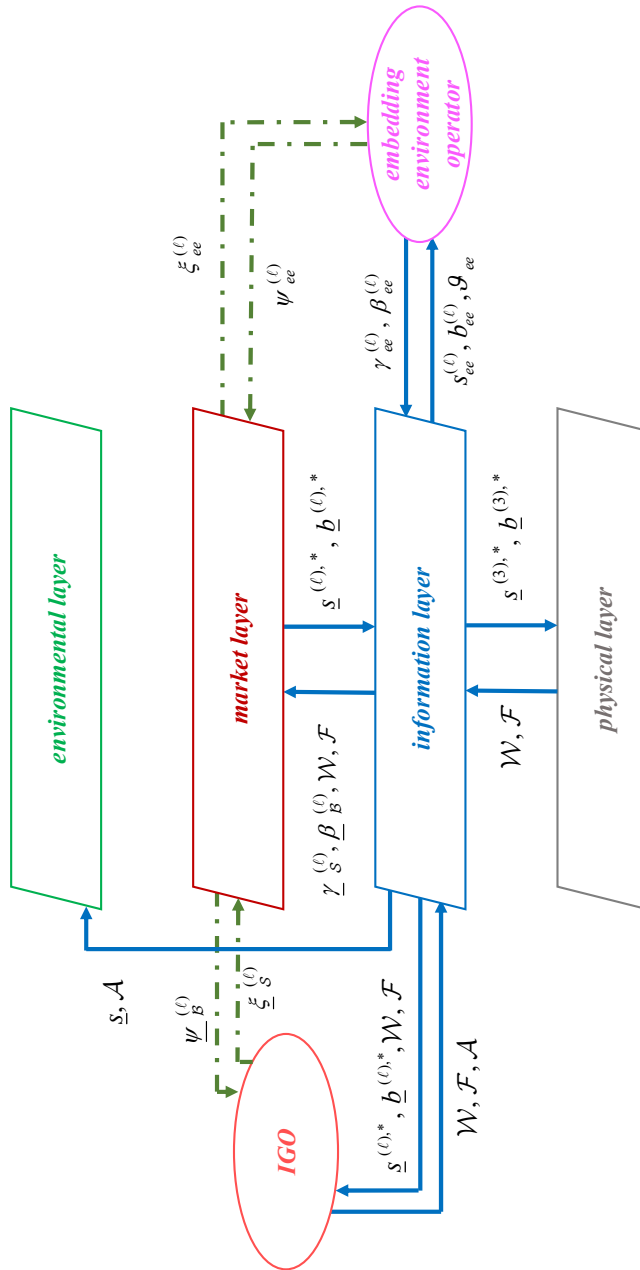 environmental layer
s, 𝒜
ξ_ee^(ℓ)
ψ_ee^(ℓ)
embedding
environment
operator
market layer
ψ_ℬ^(ℓ)
ξ_𝒮^(ℓ)
IGO
γ_𝒮^(ℓ), β_ℬ^(ℓ), 𝒲, ℱ
s^(ℓ),*, b^(ℓ),*
γ_ee^(ℓ), β_ee^(ℓ)
s_ee^(ℓ), b_ee^(ℓ), ϑ_ee
information layer
s^(ℓ),*, b^(ℓ),*, 𝒲, ℱ
𝒲, ℱ, 𝒜
𝒲, ℱ
s^(3),*, b^(3),*
physical layer